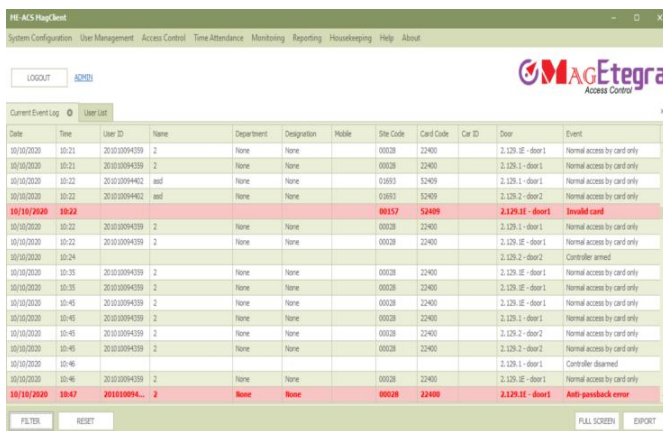 ME-ACS MagClient
System Configuration User Management Access Control Time Attendance Monitoring Reporting Housekeeping Help About
LOGOUT ADMIN
MAGEtegra
Access Control
Current Event Log User List
Date Time User ID Name Department Designation Mobile Site Code Card Code Car ID Door Event
10/10/2020 10:21 201010094359 2 None None 00028 22400 2.129.1E - door1 Normal access by card only
10/10/2020 10:21 201010094359 2 None None 00028 22400 2.129.1 - door1 Normal access by card only
10/10/2020 10:22 201010094402 asd None None 01693 52409 2.129.1 - door1 Normal access by card only
10/10/2020 10:22 201010094402 asd None None 01693 52409 2.129.2 - door2 Normal access by card only
10/10/2020 10:22 00157 52409 2.129.1E - door1 Invalid card
10/10/2020 10:22 201010094359 2 None None 00028 22400 2.129.1 - door1 Normal access by card only
10/10/2020 10:22 201010094359 2 None None 00028 22400 2.129.1E - door1 Normal access by card only
10/10/2020 10:24 2.129.2 - door2 Controller armed
10/10/2020 10:35 201010094359 2 None None 00028 22400 2.129.1E - door1 Normal access by card only
10/10/2020 10:35 201010094359 2 None None 00028 22400 2.129.1E - door1 Normal access by card only
10/10/2020 10:45 201010094359 2 None None 00028 22400 2.129.1E - door1 Normal access by card only
10/10/2020 10:45 201010094359 2 None None 00028 22400 2.129.1 - door1 Normal access by card only
10/10/2020 10:45 201010094359 2 None None 00028 22400 2.129.2 - door2 Normal access by card only
10/10/2020 10:45 201010094359 2 None None 00028 22400 2.129.2 - door2 Normal access by card only
10/10/2020 10:46 2.129.1 - door1 Controller disarmed
10/10/2020 10:46 201010094359 2 None None 00028 22400 2.129.1E - door1 Normal access by card only
10/10/2020 10:47 201010094... 2 None None 00028 22400 2.129.1E - door1 Anti-passback error
FILTER RESET FULL SCREEN EXPORT